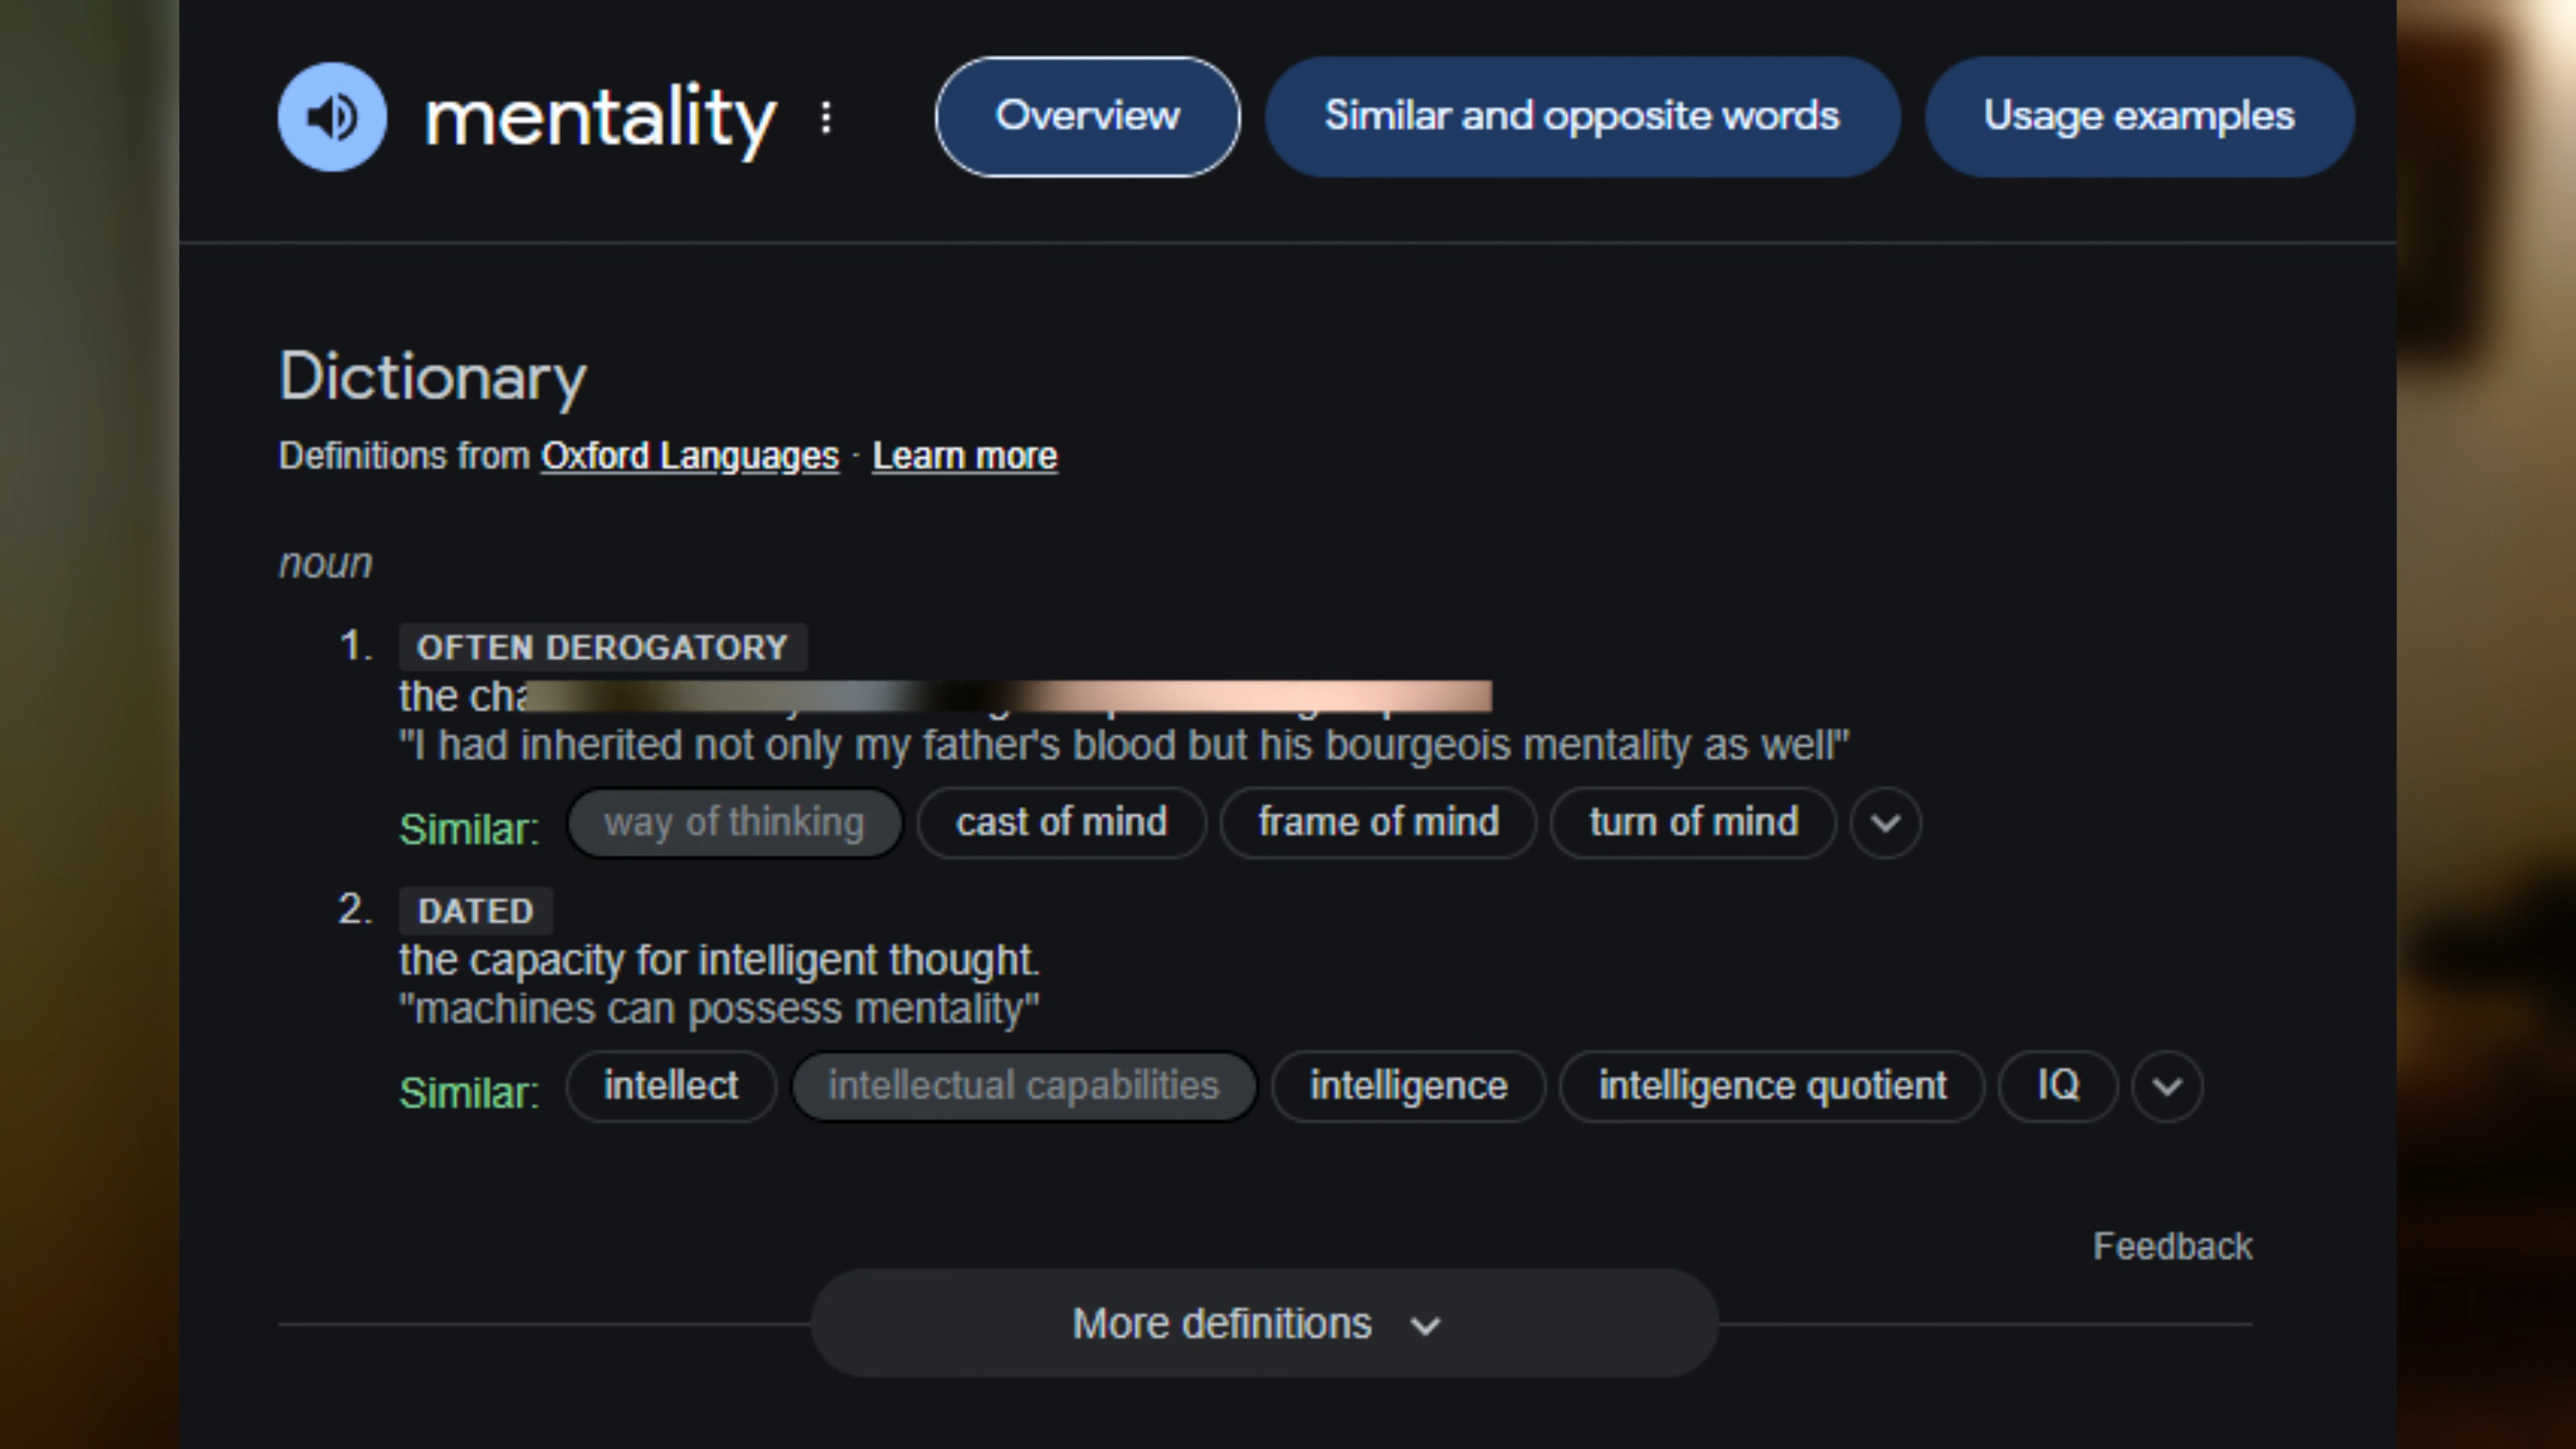 mentality
Overview
Similar and opposite words
Usage examples
Dictionary
Definitions from Oxford Languages · Learn more
noun
1. OFTEN DEROGATORY
the
"I had inherited not only my father's blood but his bourgeois mentality as well"
Similar: way of thinking cast of mind frame of mind turn of mind
2. DATED
the capacity for intelligent thought.
"machines can possess mentality"
Similar: intellect intellectual capabilities intelligence intelligence quotient IQ
Feedback
More definitions